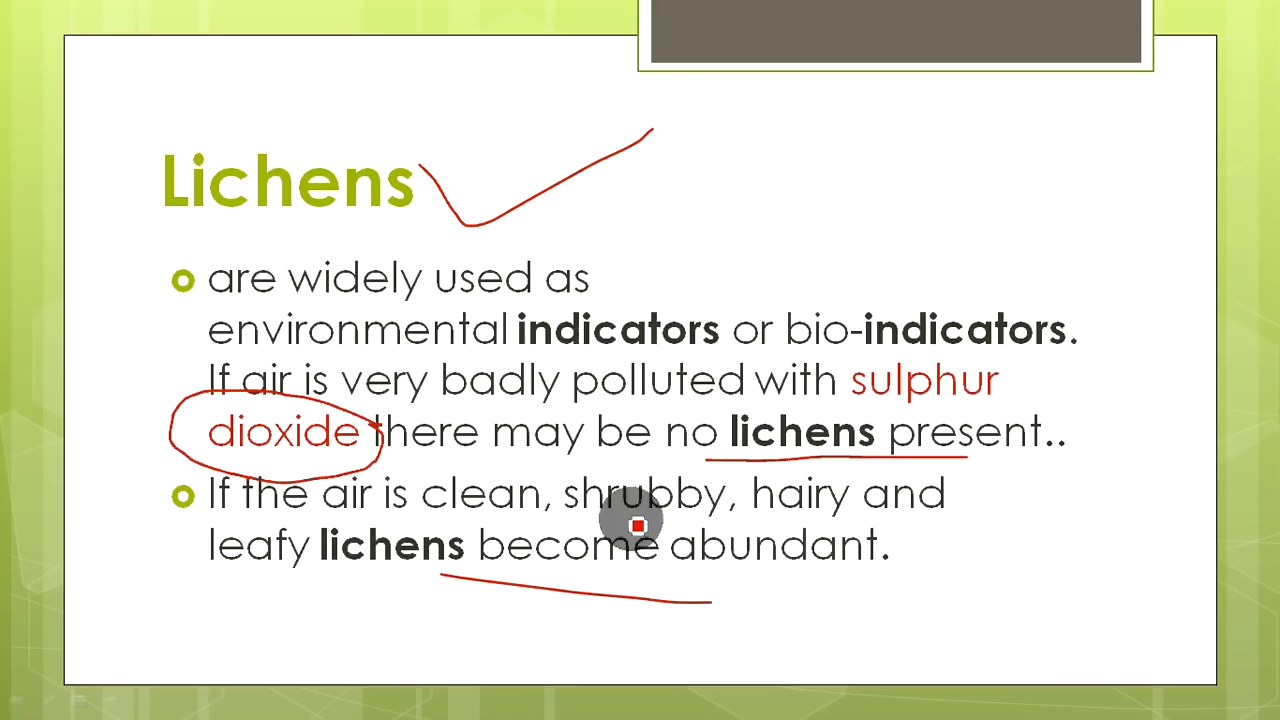 Lichens
are widely used as
environmental indicators or bio-indicators.
If air is very badly polluted with sulphur
dioxide there may be no lichens present..
If the air is clean, shrubby, hairy and
leafy lichens become abundant.